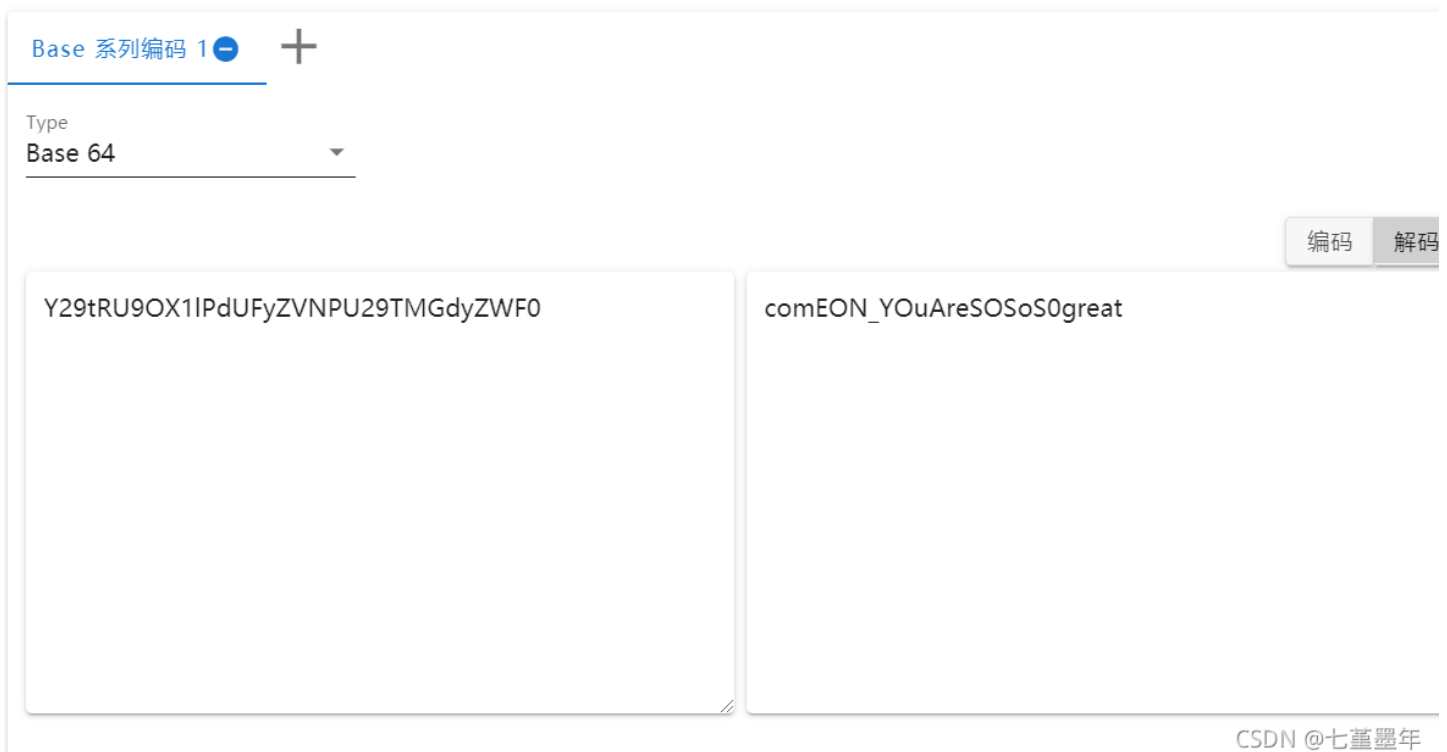 Base 系列编码 1
Type
Base 64
编码 解码
Y29tRU9OX1lPdUFyZVNPU29TMGdyZWF0
comEON_YOuAreSOSoS0great
CSDN @七堇墨年